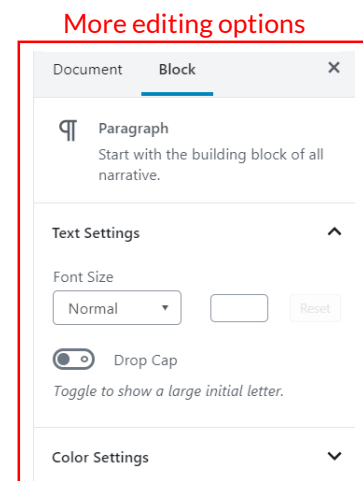 More editing options
Document Block ×
Paragraph
Start with the building block of all
narrative.
Text Settings
Font Size
Normal Reset
Drop Cap
Toggle to show a large initial letter.
Color Settings